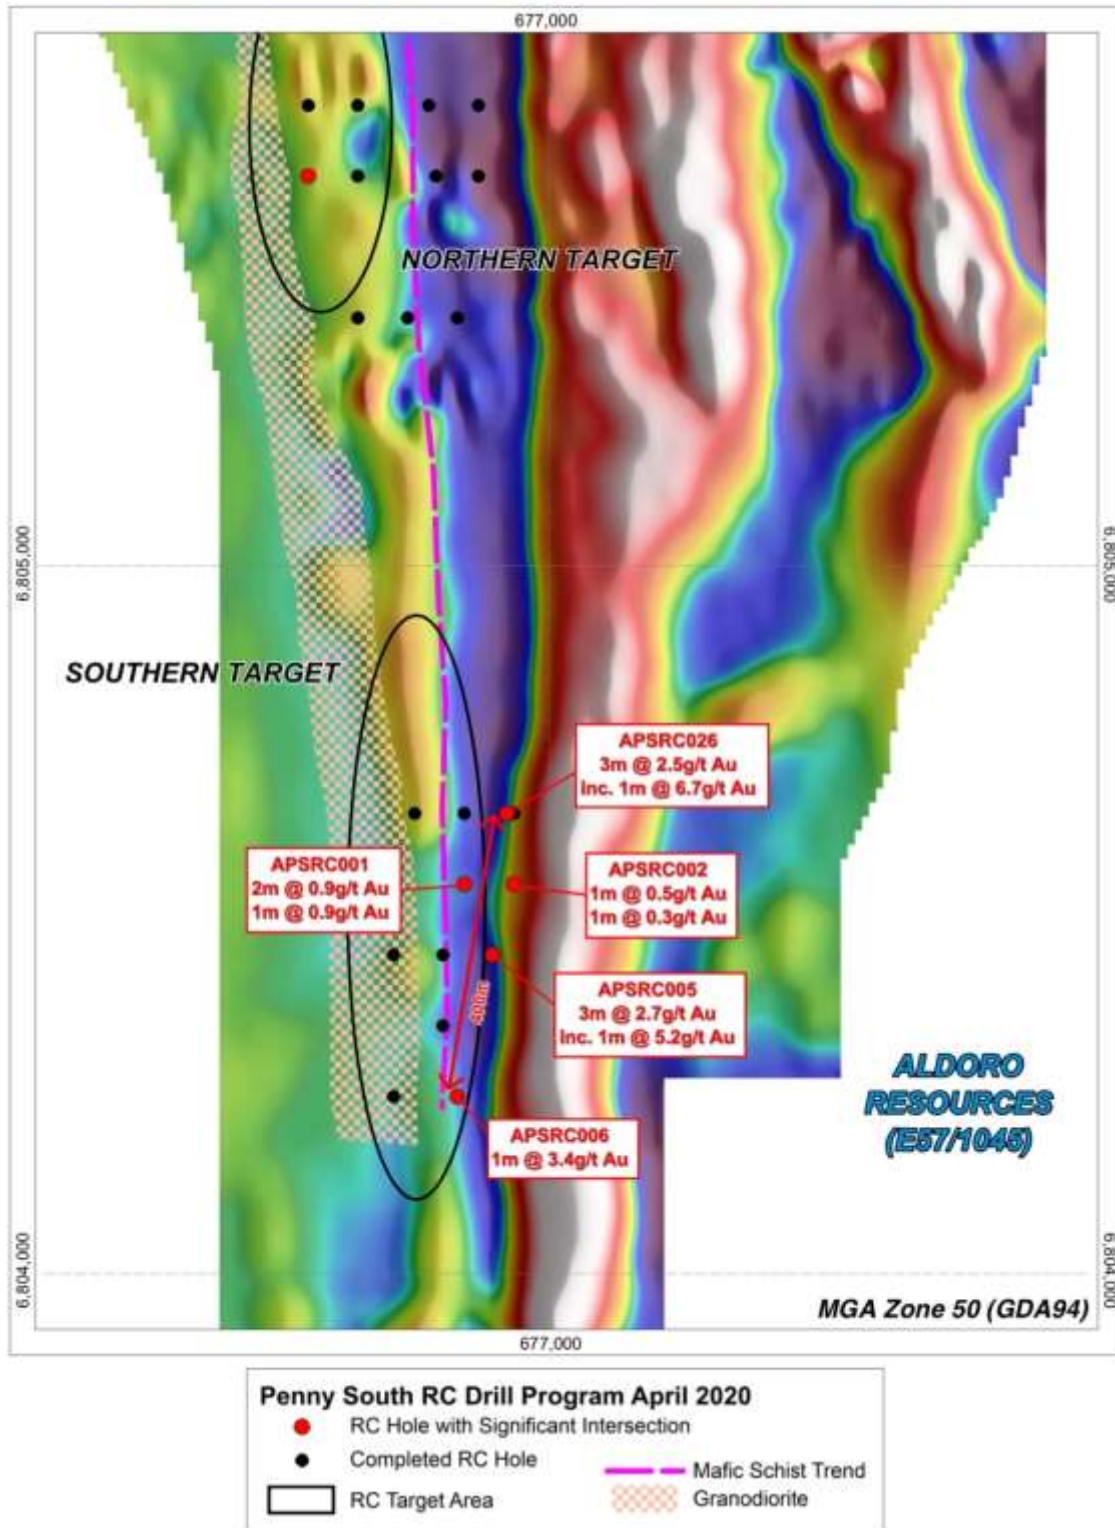 677,000
NORTHERN TARGET
6,805,000
6,805,000
SOUTHERN TARGET
APSRC026
3m @ 2.5g/t Au
Inc. 1m @ 6.7g/t Au
APSRC001
2m @ 0.9g/t Au
1m @ 0.9g/t Au
APSRC002
1m @ 0.5g/t Au
1m @ 0.3g/t Au
APSRC005
3m @ 2.7g/t Au
Inc. 1m @ 5.2g/t Au
400m
APSRC006
1m @ 3.4g/t Au
ALDORO
RESOURCES
(E57/1045)
6,804,000
6,804,000
MGA Zone 50 (GDA94)
677,000
Penny South RC Drill Program April 2020
RC Hole with Significant Intersection
Completed RC Hole
Mafic Schist Trend
RC Target Area
Granodiorite